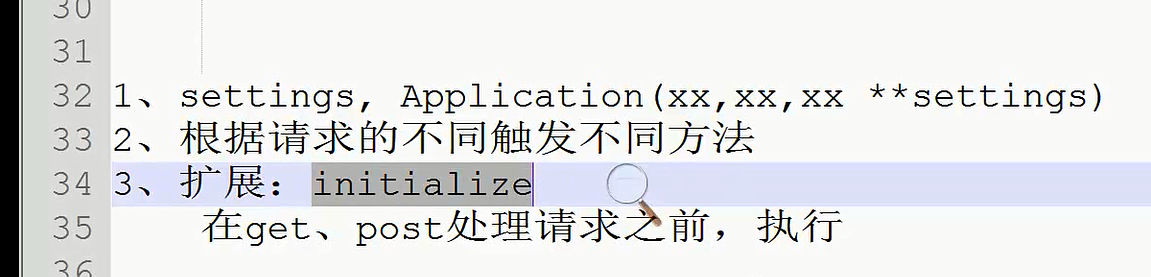 30
31
32 1、settings, Application(xx,xx,xx **settings)
33 2、根据请求的不同触发不同方法
34 3、扩展：initialize
35 在get、post处理请求之前，执行
36